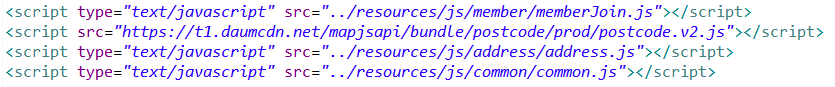 <script type="text/javascript" src="../resources/js/member/memberJoin.js"></script>
<script src="https://t1.daumcdn.net/mapjsapi/bundle/postcode/prod/postcode.v2.js"></script>
<script type="text/javascript" src="../resources/js/address/address.js"></script>
<script type="text/javascript" src="../resources/js/common/common.js"></script>